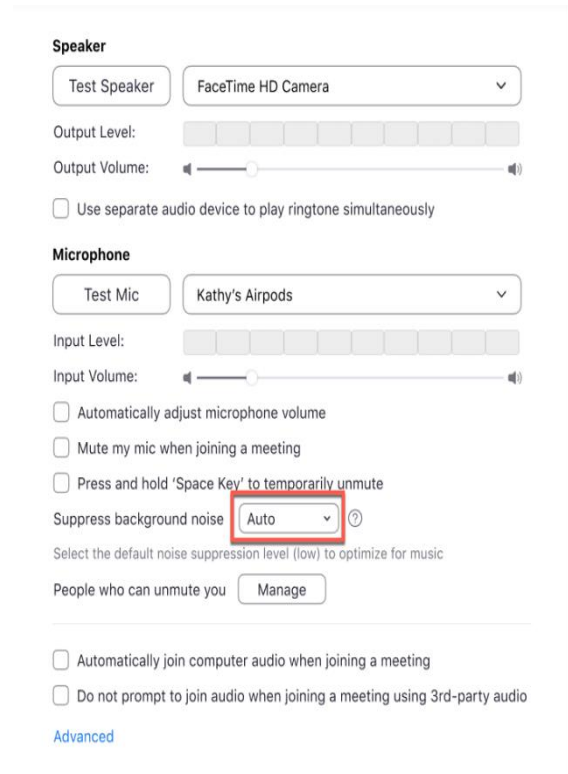 Speaker
Test Speaker FaceTime HD Camera
Output Level:
Output Volume:
Use separate audio device to play ringtone simultaneously
Microphone
Test Mic Kathy's Airpods
Input Level:
Input Volume:
Automatically adjust microphone volume
Mute my mic when joining a meeting
Press and hold 'Space Key' to temporarily unmute
Suppress background noise Auto ?
Select the default noise suppression level (low) to optimize for music
People who can unmute you Manage
Automatically join computer audio when joining a meeting
Do not prompt to join audio when joining a meeting using 3rd-party audio
Advanced